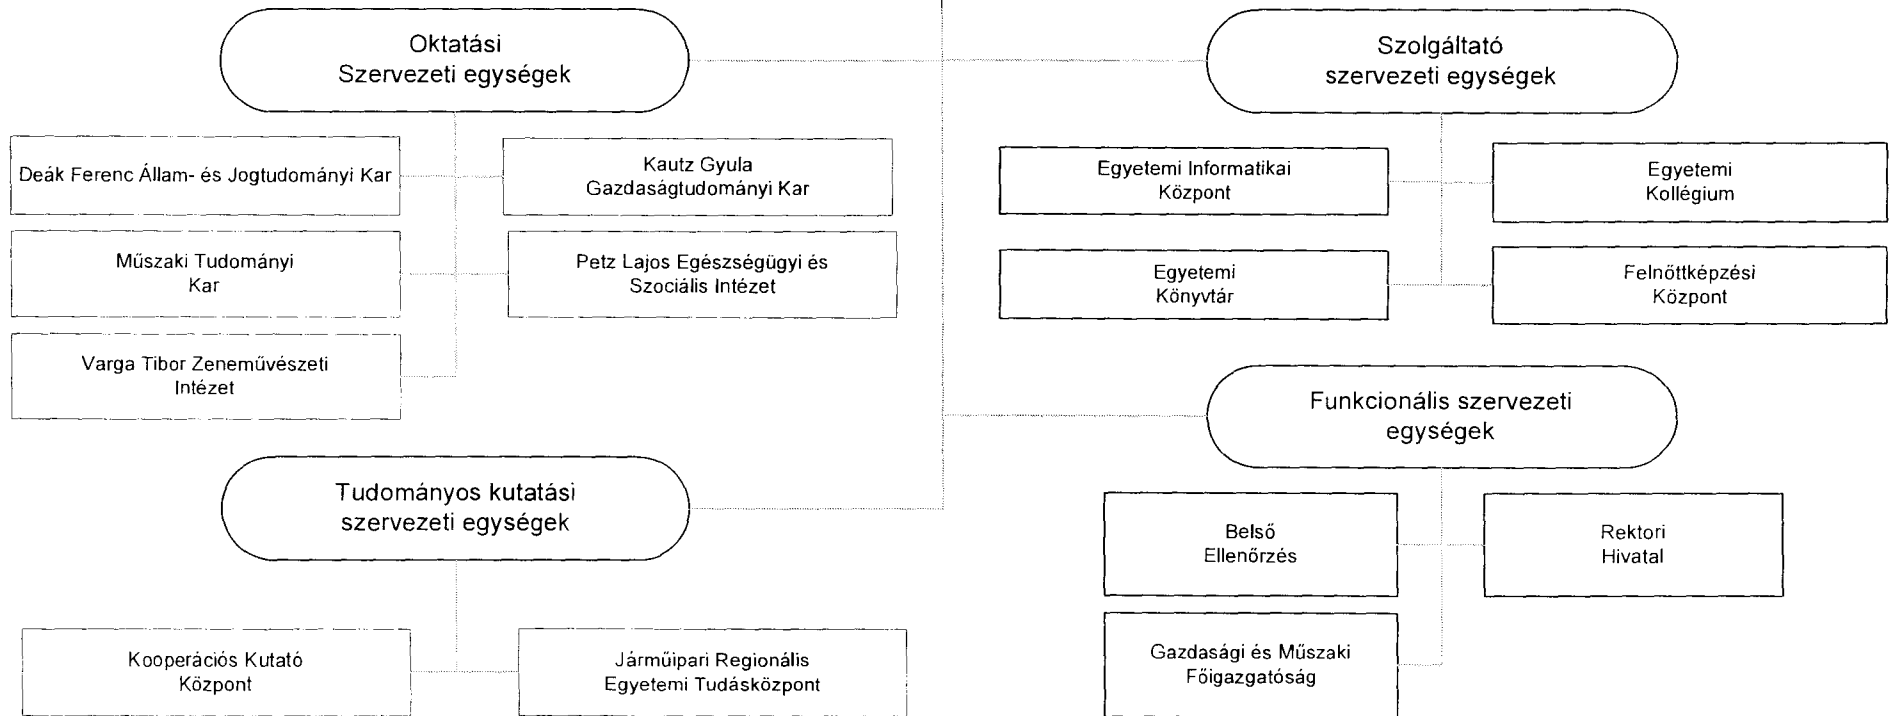 Oktatási
Szervezeti egységek
Deák Ferenc Állam- és Jogtudományi Kar
Kautz Gyula
Gazdaságtudományi Kar
Műszaki Tudományi
Kar
Petz Lajos Egészségügyi és
Szociális Intézet
Varga Tibor Zeneművészeti
Intézet
Tudományos kutatási
szervezeti egységek
Kooperációs Kutató
Központ
Járműipari Regionális
Egyetemi Tudásközpont
Szolgáltató
szervezeti egységek
Egyetemi Informatikai
Központ
Egyetemi
Kollégium
Egyetemi
Könyvtár
Felnőttképzési
Központ
Funkcionális szervezeti
egységek
Belső
Ellenőrzés
Rektori
Hivatal
Gazdasági és Műszaki
Főigazgatóság